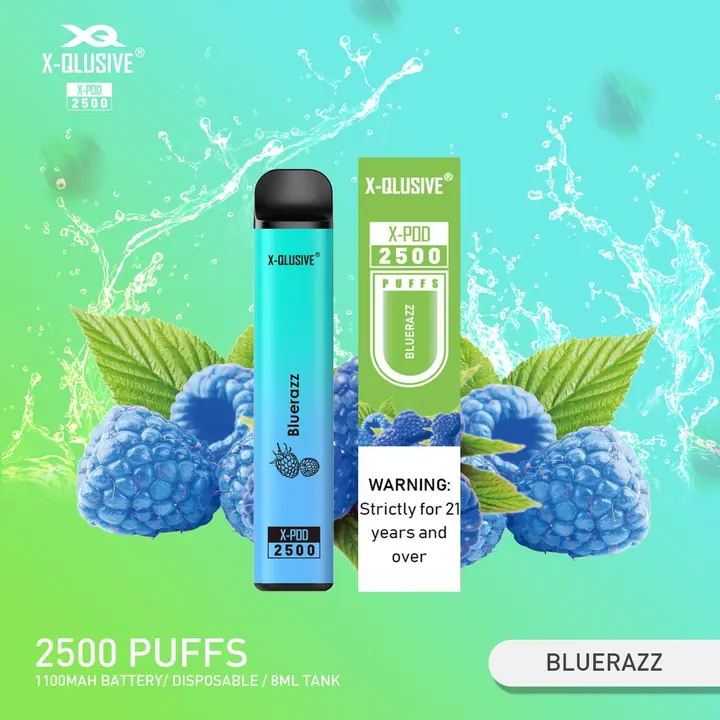 XQ
X-QLUSIVE®
X-POD
2500
X-QLUSIVE®
Bluerazz
X-POD
2500
X-QLUSIVE®
X-POD
2500
PUFFS
BLUERAZZ
WARNING:
Strictly for 21
years and
over
2500 PUFFS
1100MAH BATTERY/ DISPOSABLE / 8ML TANK
BLUERAZZ